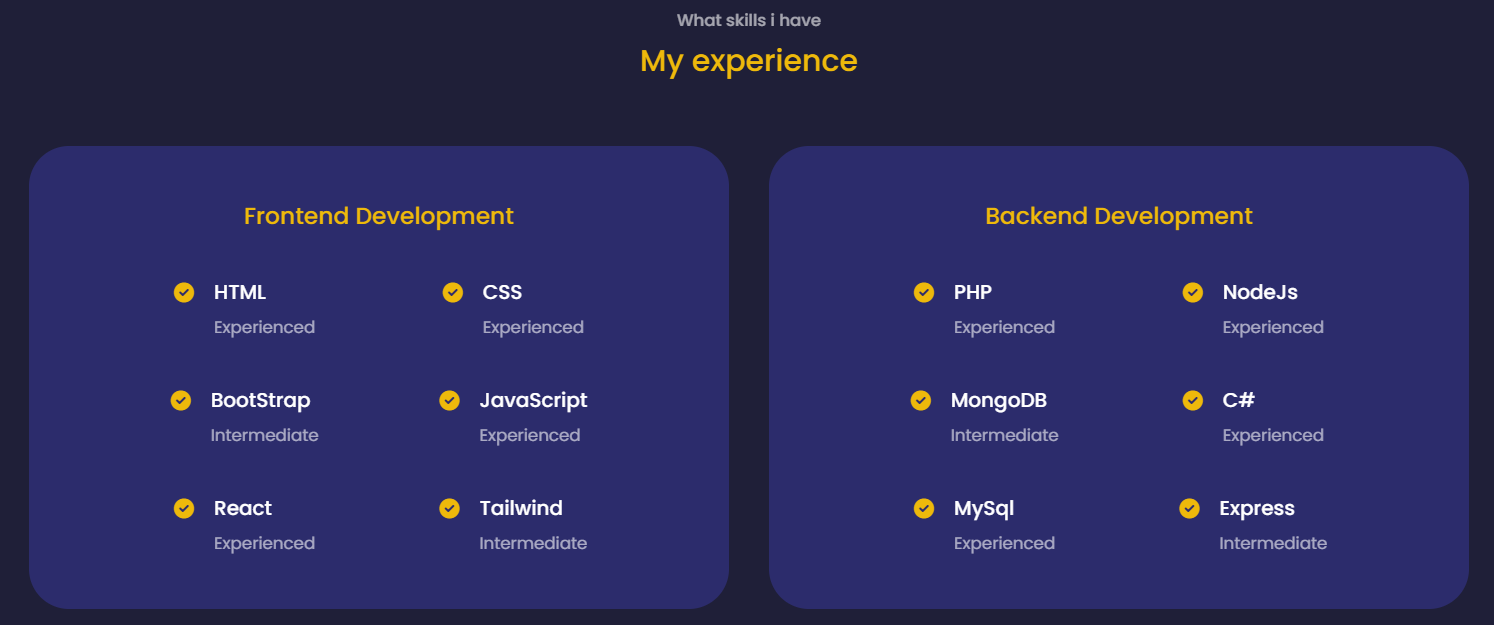 What skills i have
My experience
Frontend Development
HTML
Experienced
CSS
Experienced
BootStrap
Intermediate
JavaScript
Experienced
React
Experienced
Tailwind
Intermediate
Backend Development
PHP
Experienced
NodeJs
Experienced
MongoDB
Intermediate
C#
Experienced
MySql
Experienced
Express
Intermediate